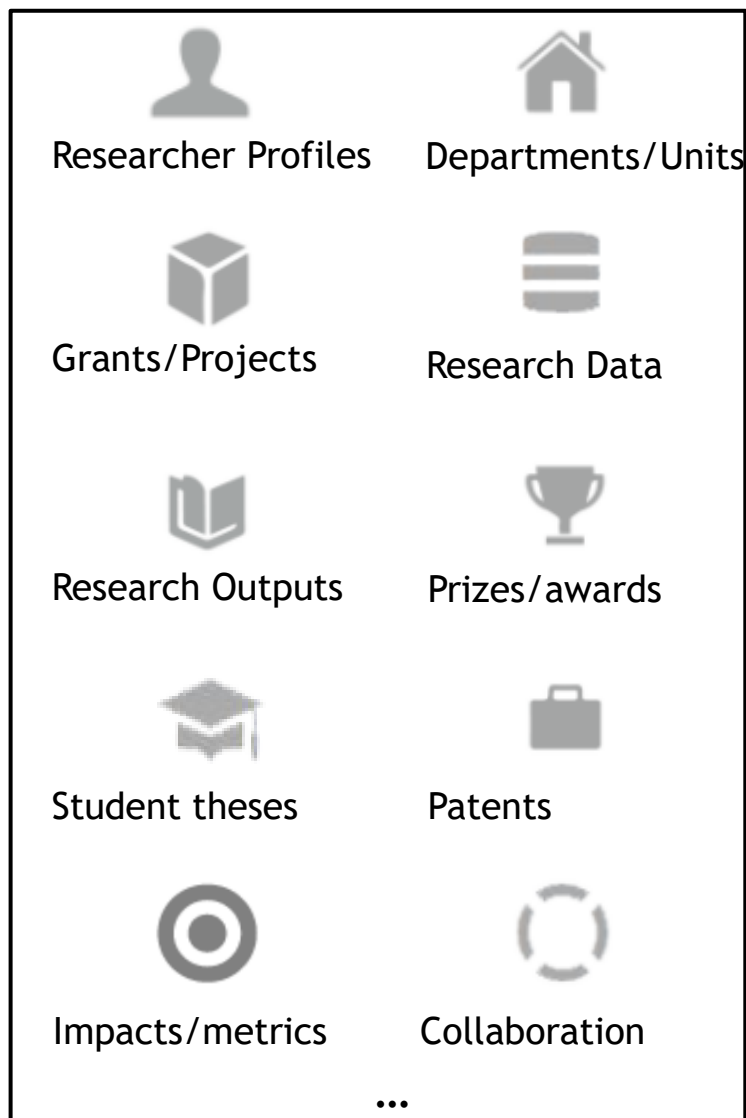 Researcher Profiles
Departments/Units
Grants/Projects
Research Data
Research Outputs
Prizes/awards
Student theses
Patents
Impacts/metrics
Collaboration
...